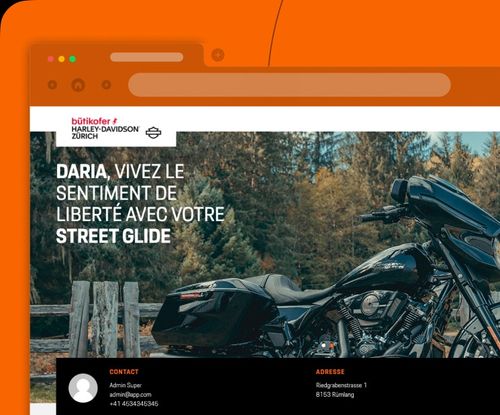 bütikofer
HARLEY-DAVIDSON
ZÜRICH
DARIA, VIVEZ LE
SENTIMENT DE
LIBERTÉ AVEC VOTRE
STREET GLIDE
CONTACT
Admin Super
admin@app.com
+41 4534345345
ADRESSE
Riedgrabenstrasse 1
8153 Rümlang